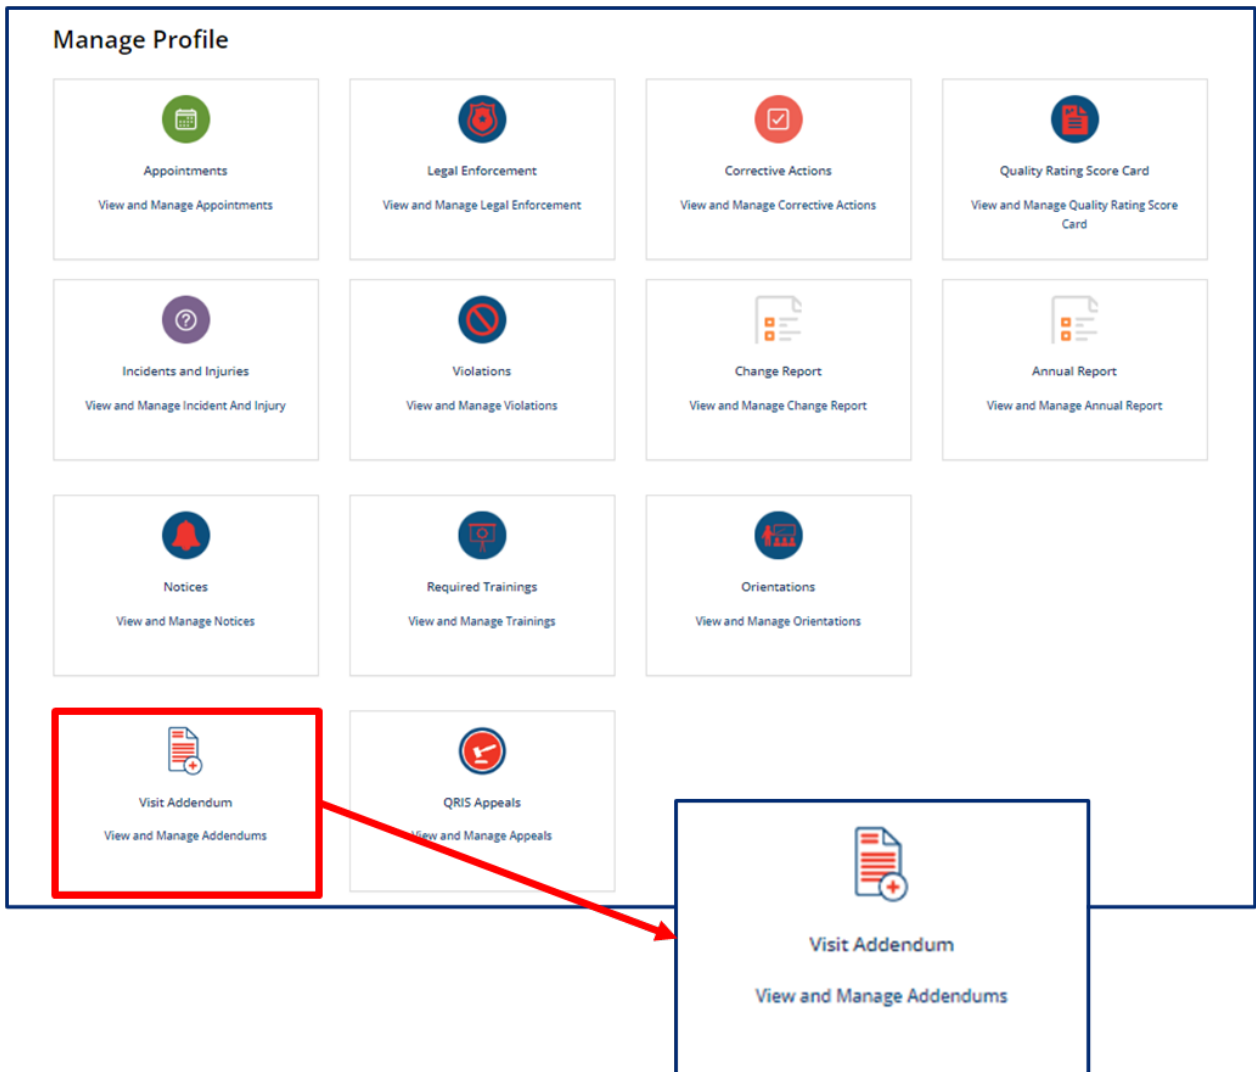 Manage Profile
Appointments
View and Manage Appointments
Legal Enforcement
View and Manage Legal Enforcement
Corrective Actions
View and Manage Corrective Actions
Quality Rating Score Card
View and Manage Quality Rating Score
Card
Incidents and Injuries
View and Manage Incident And Injury
Violations
View and Manage Violations
Change Report
View and Manage Change Report
Annual Report
View and Manage Annual Report
Notices
View and Manage Notices
Required Trainings
View and Manage Trainings
Orientations
View and Manage Orientations
Visit Addendum
View and Manage Addendums
QRIS Appeals
View and Manage Appeals
Visit Addendum
View and Manage Addendums